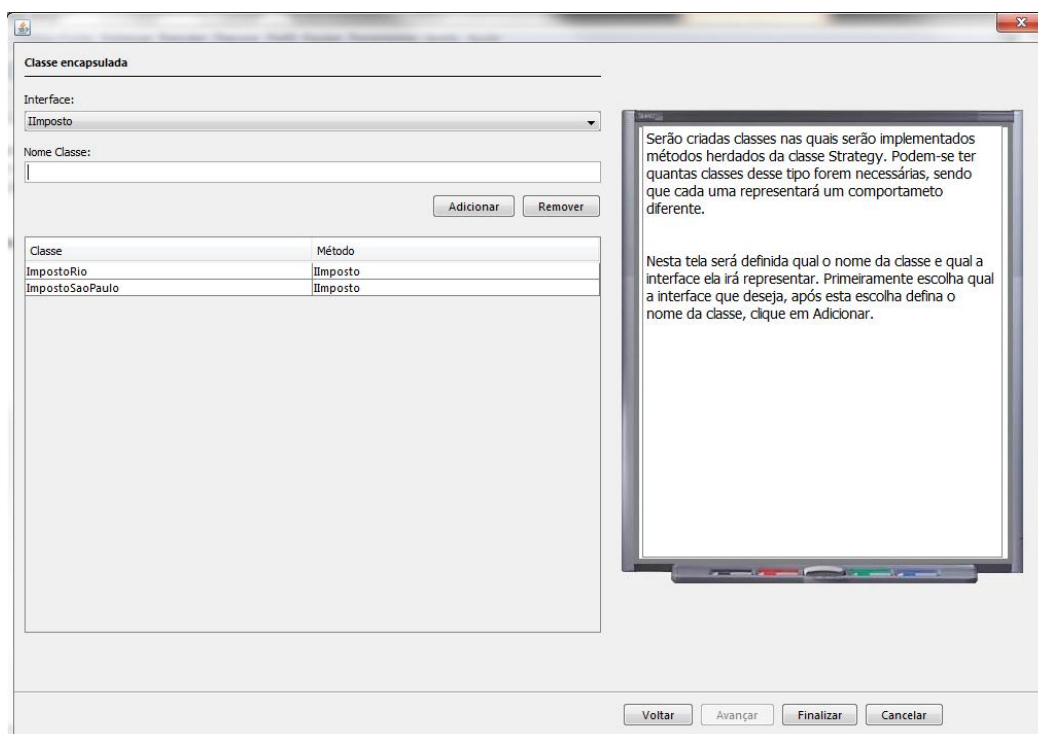 Classe encapsulada
Interface:
IImposto
Nome Classe:
Adicionar
Remover
Classe Método
ImpostoRio IImposto
ImpostoSaoPaulo IImposto
Serão criadas classes nas quais serão implementados
métodos herdados da classe Strategy. Podem-se ter
quantas classes desse tipo forem necessárias, sendo
que cada uma representará um comportameto
diferente.
Nesta tela será definida qual o nome da classe e qual a
interface ela irá representar. Primeiramente escolha qual
a interface que deseja, após esta escolha defina o
nome da classe, clique em Adicionar.
Voltar Avançar Finalizar Cancelar